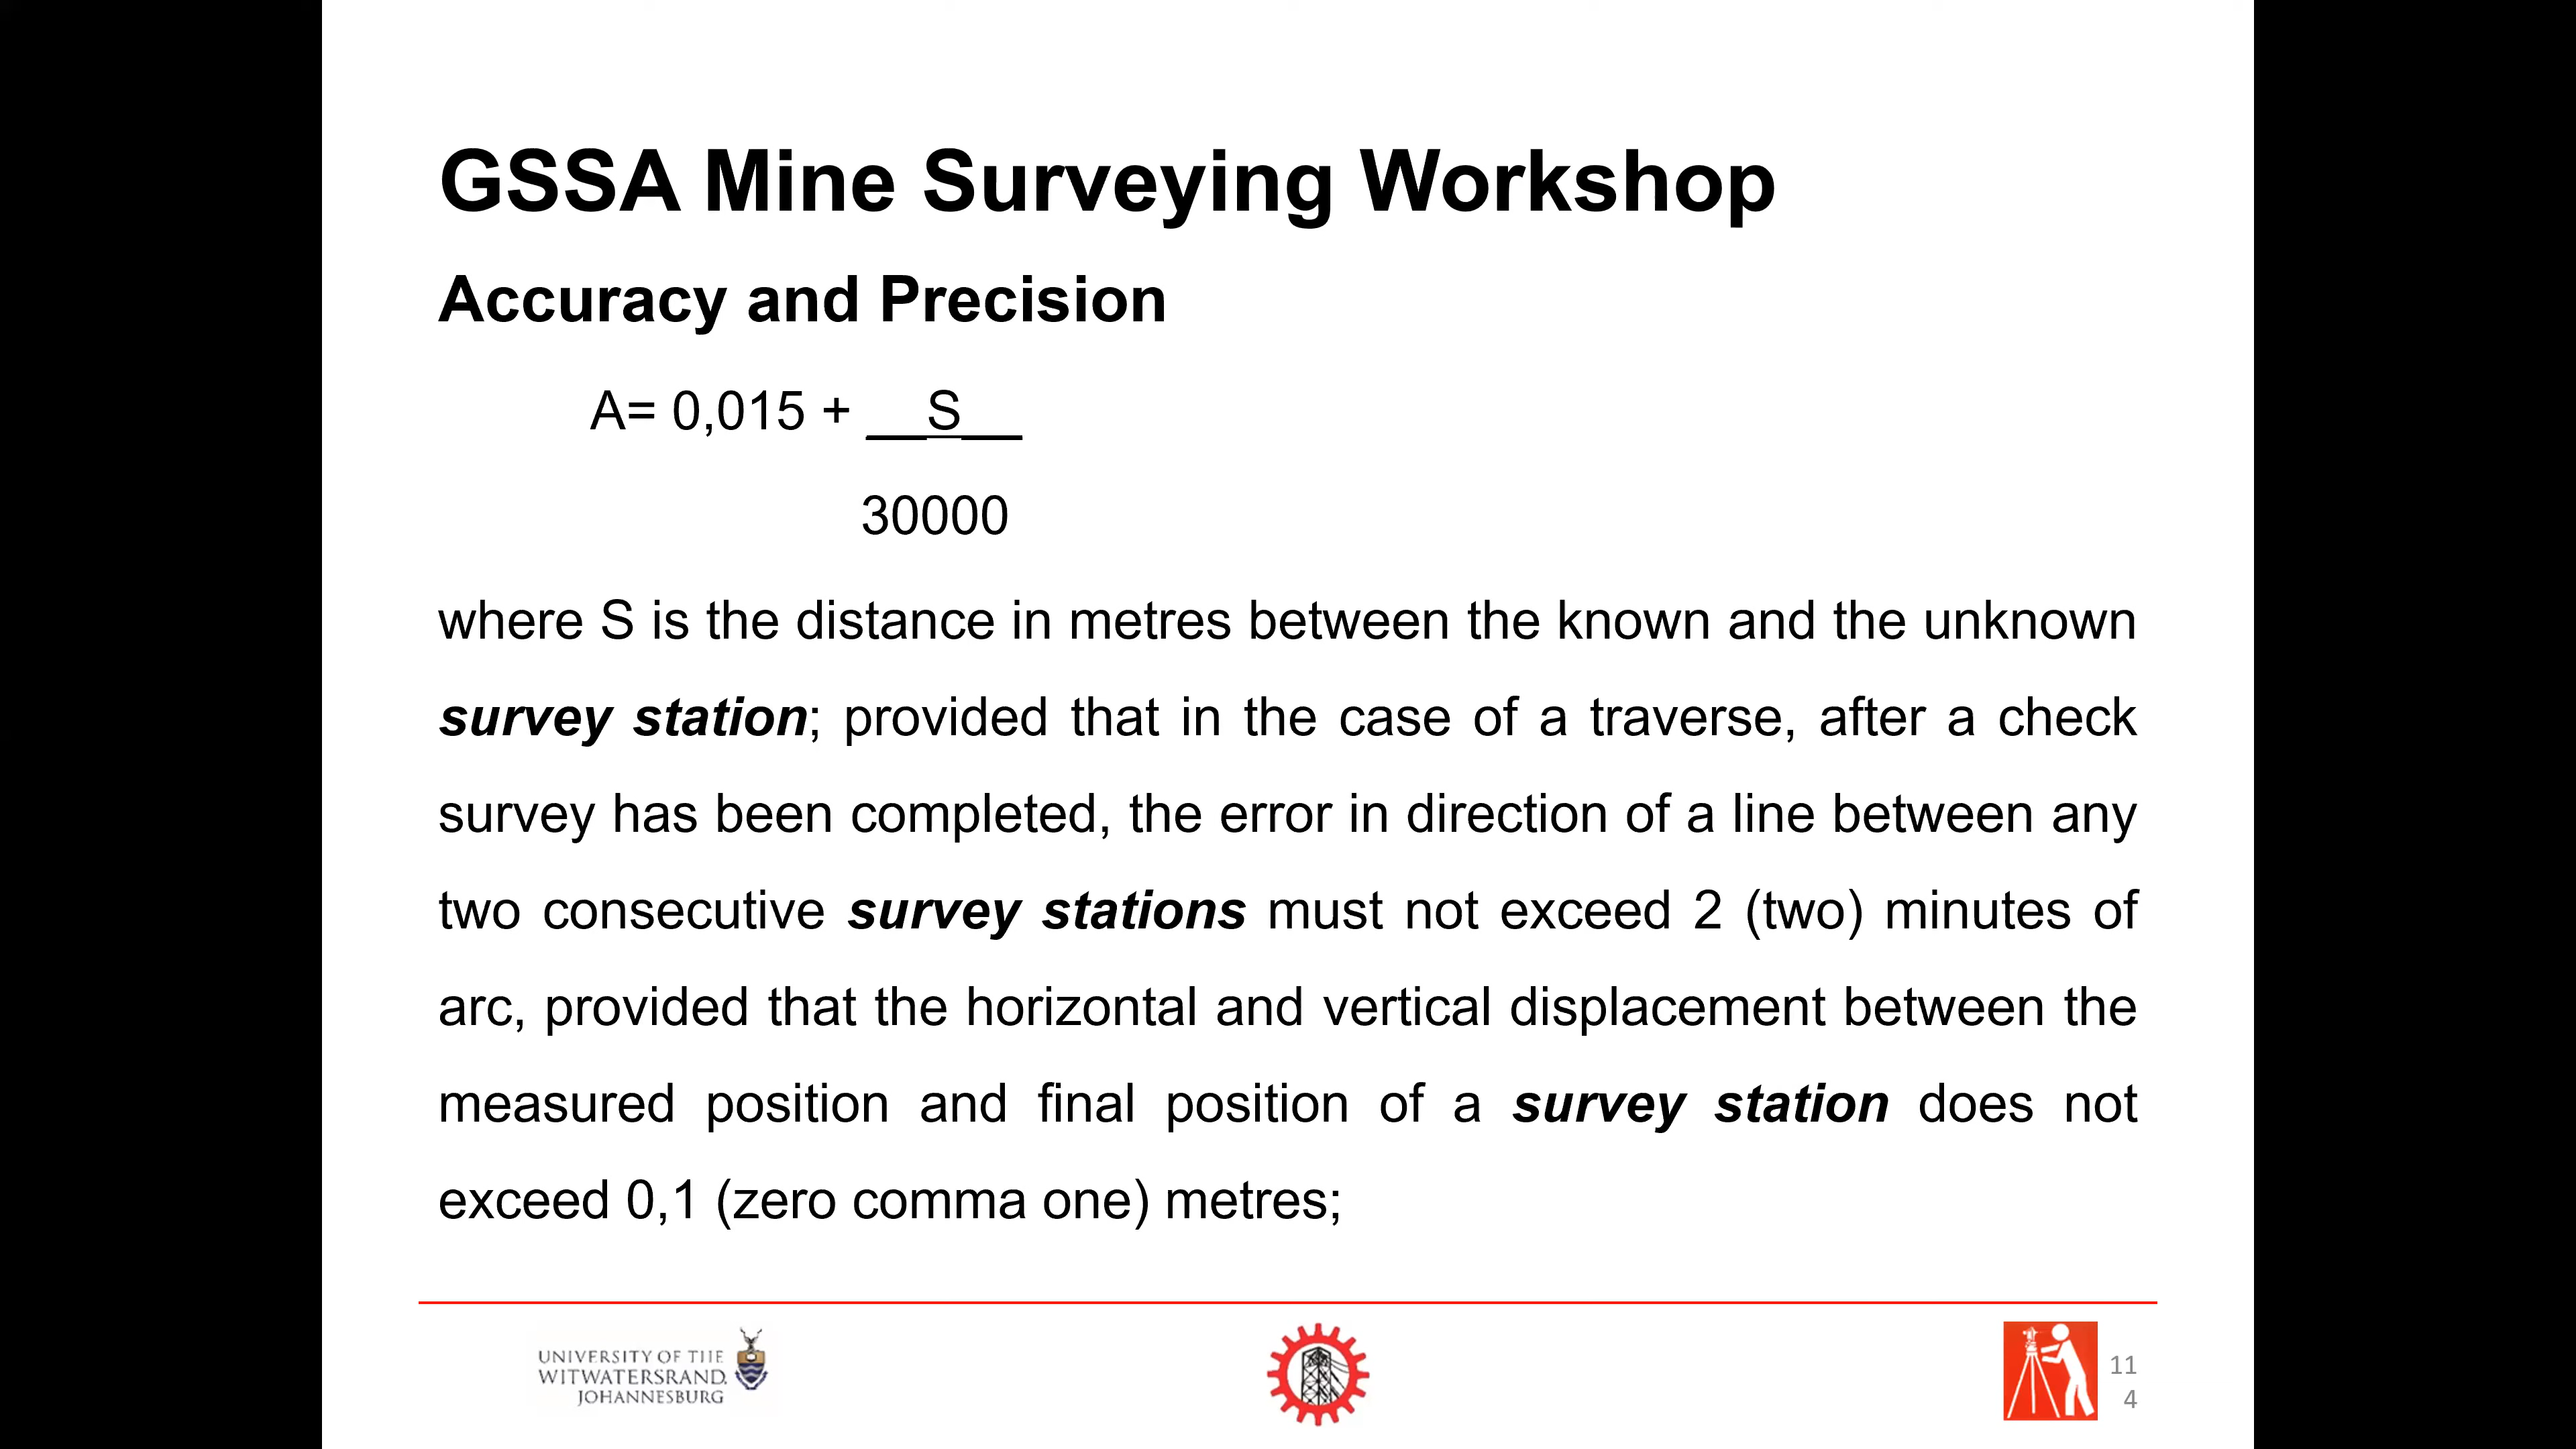 GSSA Mine Surveying Workshop
Accuracy and Precision
A= 0,015 + __S__
30000
where S is the distance in metres between the known and the unknown
survey station; provided that in the case of a traverse, after a check
survey has been completed, the error in direction of a line between any
two consecutive survey stations must not exceed 2 (two) minutes of
arc, provided that the horizontal and vertical displacement between the
measured position and final position of a survey station does not
exceed 0,1 (zero comma one) metres;
UNIVERSITY OF THE
WITWATERSRAND,
JOHANNESBURG
11
4